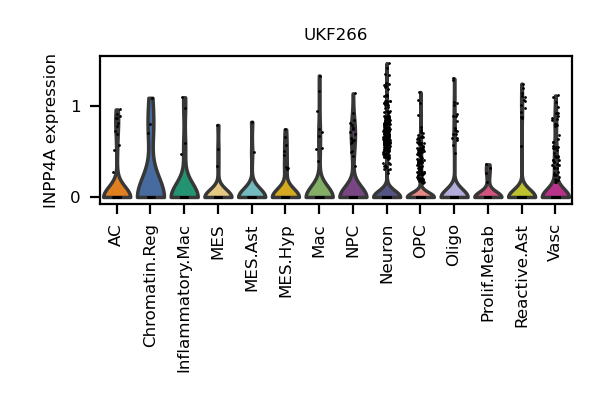 UKF266
INPP4A expression
1
0
AC
Chromatin.Reg
Inflammatory.Mac
MES
MES.Ast
MES.Hyp
Mac
NPC
Neuron
OPC
Oligo
Prolif.Metab
Reactive.Ast
Vasc